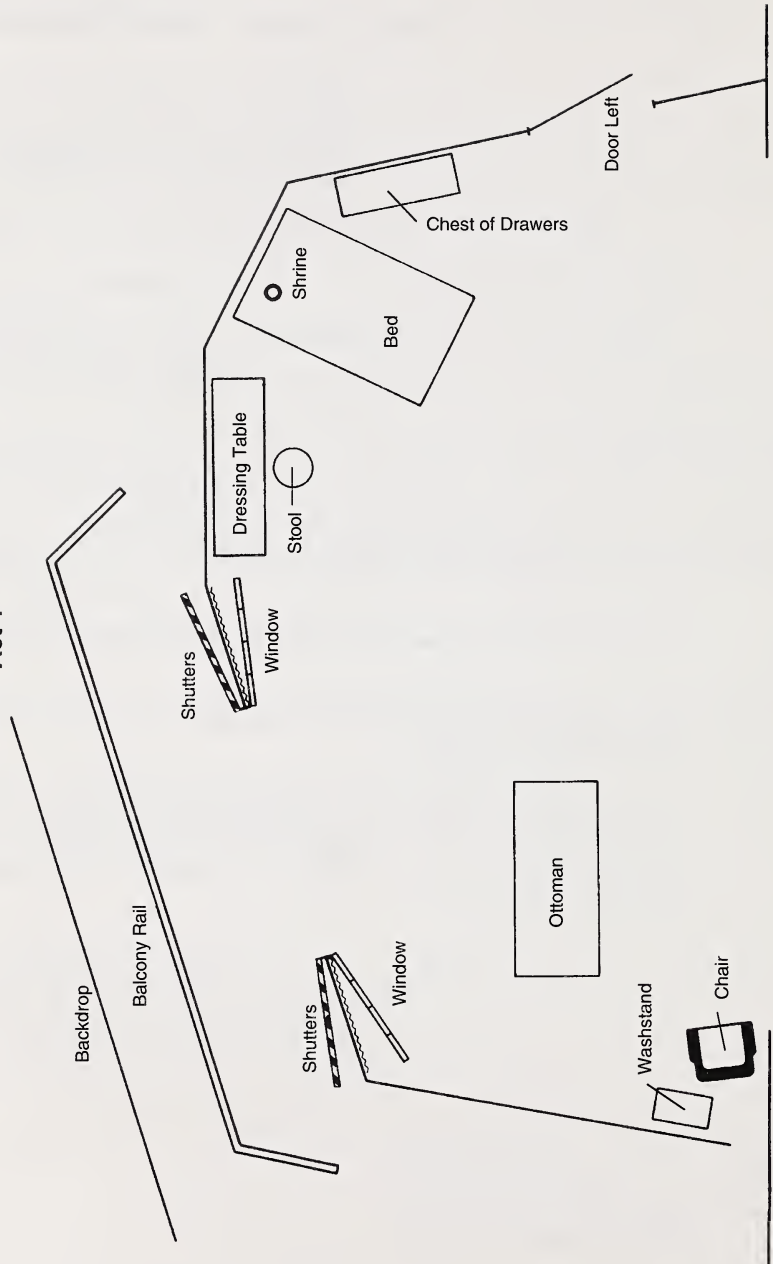 Backdrop
Balcony Rail
Shutters
Window
Shutters
Window
Dressing Table
Stool
Shrine
Bed
Chest of Drawers
Door Left
Ottoman
Washstand
Chair